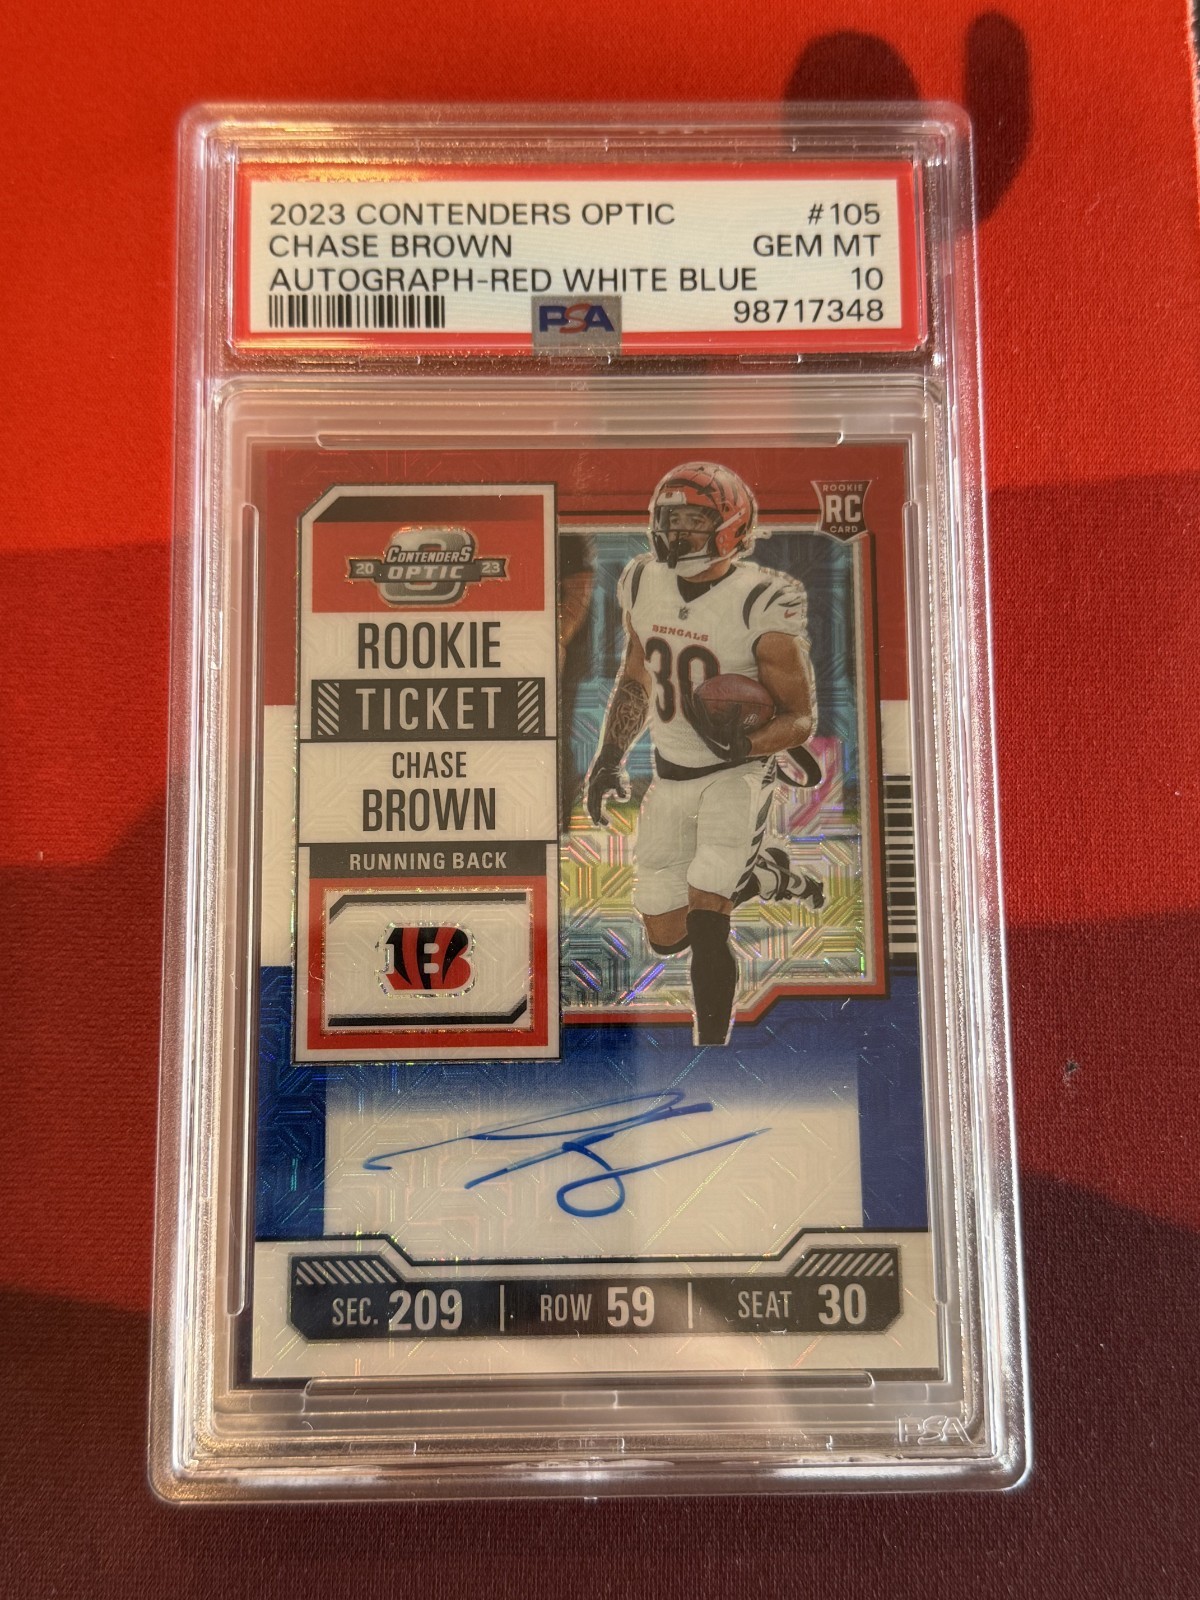 2023 CONTENDERS OPTIC #105
CHASE BROWN GEM MT
AUTOGRAPH-RED WHITE BLUE 10
PSA 98717348
ROOKIE
RC
CARD
CONTENDERS
20 OPTIC 23
ROOKIE
TICKET
CHASE
BROWN
RUNNING BACK
B
BENGALS
30
SEC. 209 | ROW 59 | SEAT 30
PSA